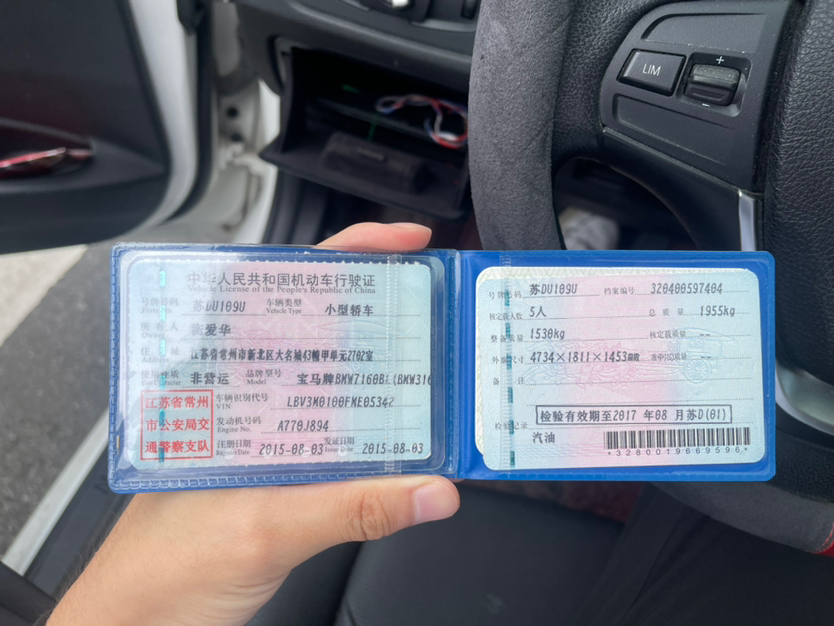 LIM
+
−
中华人民共和国机动车行驶证
Vehicle License of the People's Republic of China
号牌号码 苏DU109U 车辆类型 小型轿车
Plate No. Vehicle Type
所有人 爱华
Owner
住址 江苏省常州市新北区大名城43幢甲单元2702室
使用性质 非营运 品牌型号 宝马牌BMW7160B (BMW316
Use Character Model
江苏省常州
市公安局交
通警察支队
车辆识别代号 LBV3M0100FME05342
VIN
发动机号码 A770J894
Engine No.
注册日期 2015-08-03 发证日期 2015-08-03
Register Date Issue Date
号牌号码 苏DU109U 档案编号 320400597404
核定载人数 5人 总质量 1955kg
整备质量 1530kg 核定载质量 --
外廓尺寸 4734×1811×1453mm 准牵引总质量 --
备注
检验有效期至2017 年08 月苏D(01)
检验记录
汽油
*3280019669596*